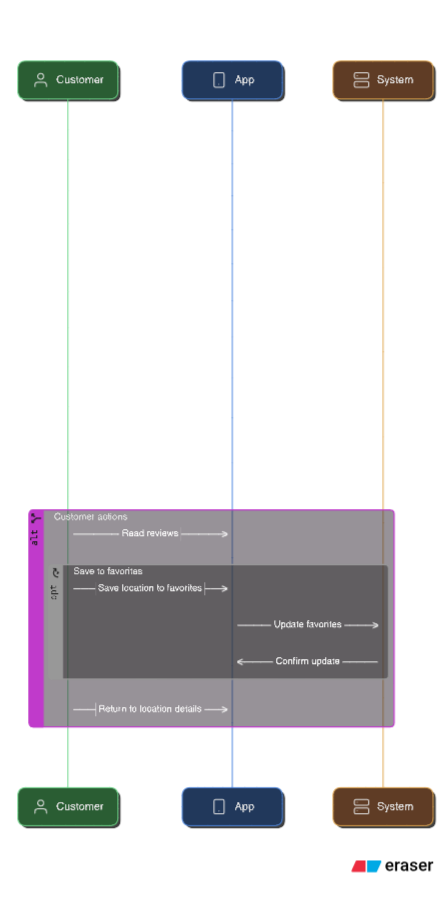 Customer
App
System
alt
Customer actions
Read reviews
opt
Save to favorites
Save location to favorites
Update favorites
Confirm update
Return to location details
Customer
App
System
eraser